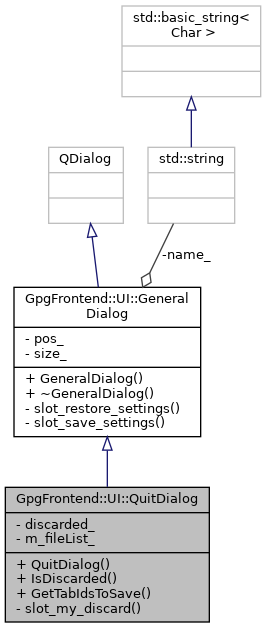 std::basic_string<
Char >
QDialog
std::string
-name_
GpgFrontend::UI::General
Dialog
- pos_
- size_
+ GeneralDialog()
+ ~GeneralDialog()
- slot_restore_settings()
- slot_save_settings()
GpgFrontend::UI::QuitDialog
- discarded_
- m_fileList_
+ QuitDialog()
+ IsDiscarded()
+ GetTabIdsToSave()
- slot_my_discard()